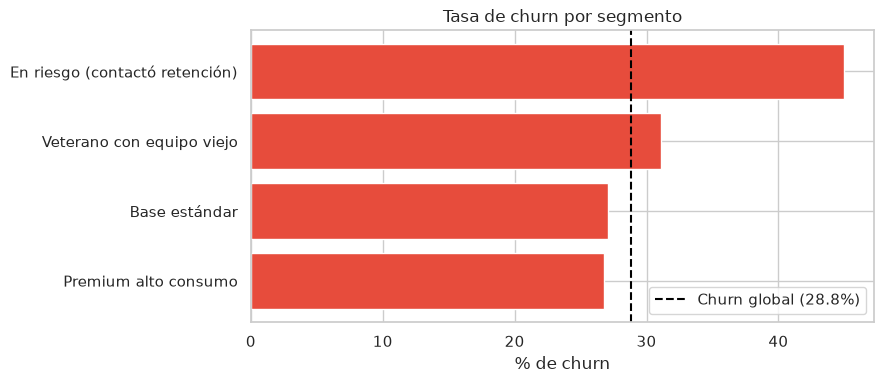 Tasa de churn por segmento
En riesgo (contactó retención)
Veterano con equipo viejo
Base estándar
Premium alto consumo
Churn global (28.8%)
0 10 20 30 40
% de churn